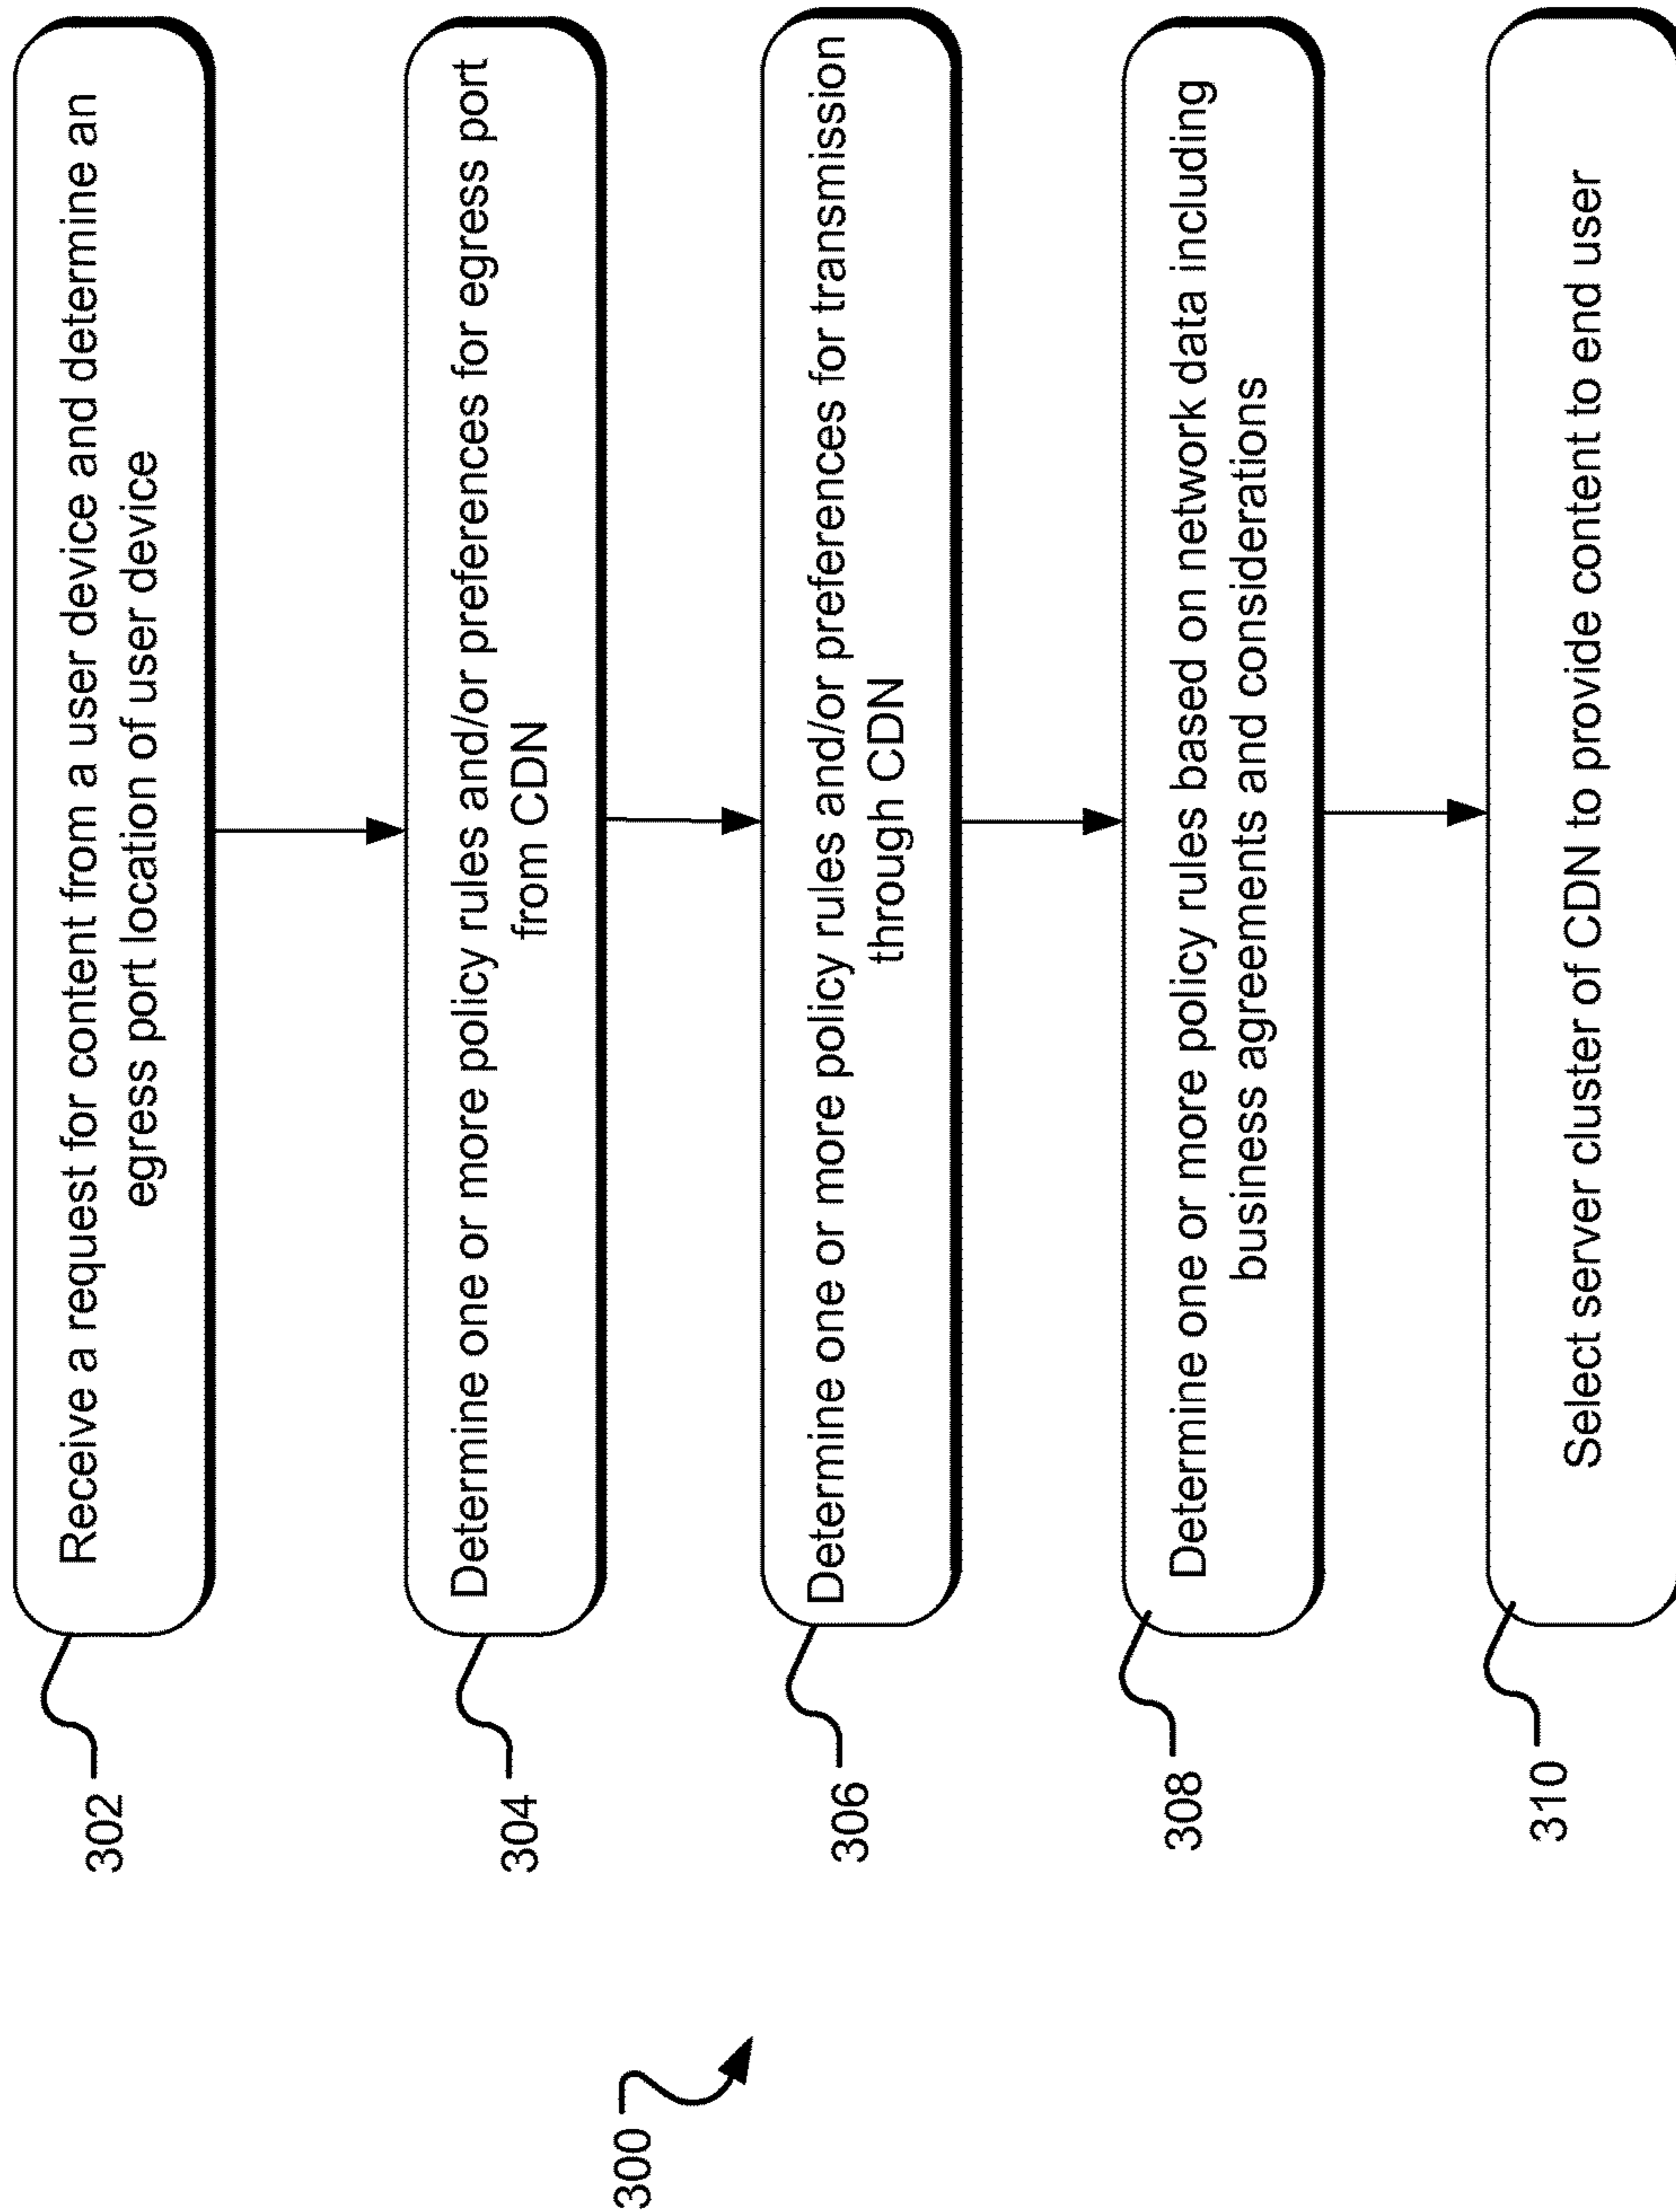 300
302
Receive a request for content from a user device and determine an
egress port location of user device
304
Determine one or more policy rules and/or preferences for egress port
from CDN
306
Determine one or more policy rules and/or preferences for transmission
through CDN
308
Determine one or more policy rules based on network data including
business agreements and considerations
310
Select server cluster of CDN to provide content to end user